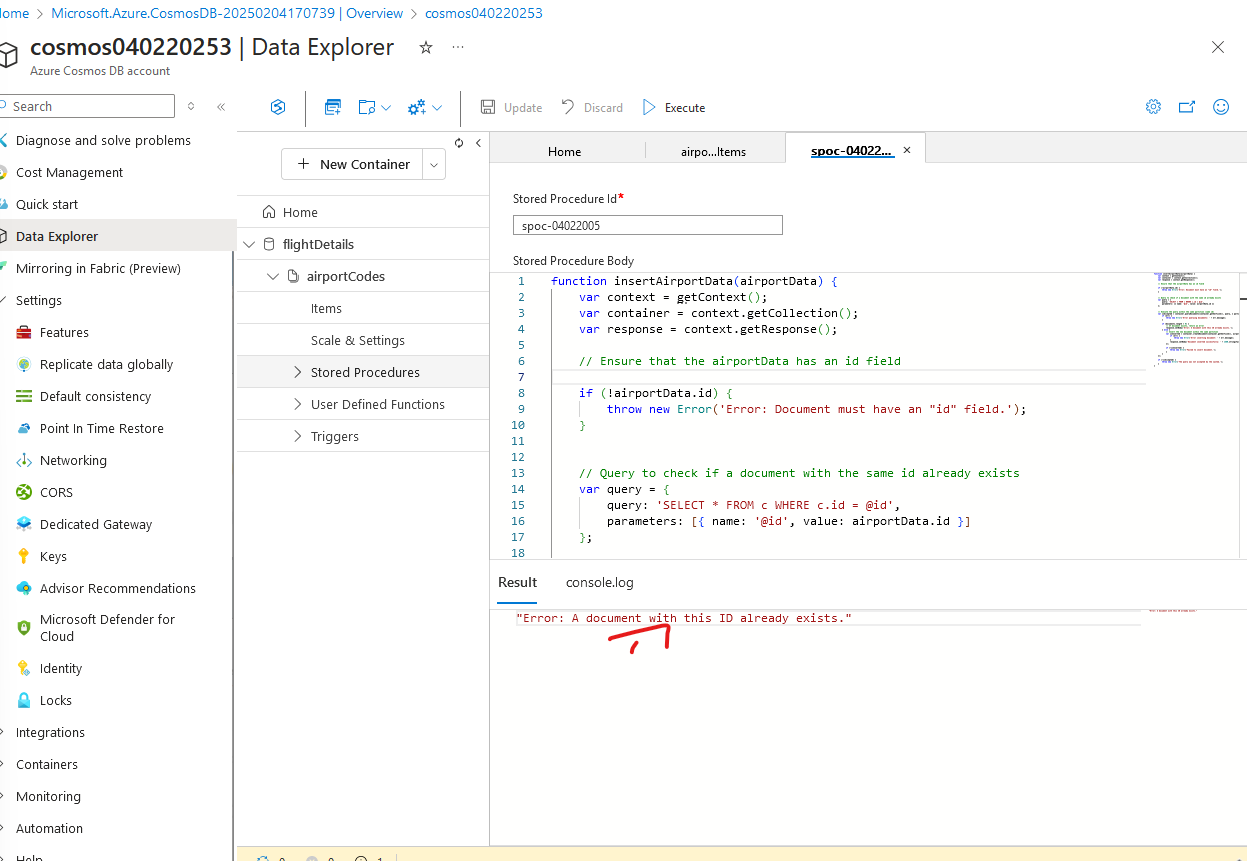 Home > Microsoft.Azure.CosmosDB-20250204170739 | Overview > cosmos040220253
cosmos040220253 | Data Explorer
Azure Cosmos DB account
Search
Diagnose and solve problems
Cost Management
Quick start
Data Explorer
Mirroring in Fabric (Preview)
Settings
Features
Replicate data globally
Default consistency
Point In Time Restore
Networking
CORS
Dedicated Gateway
Keys
Advisor Recommendations
Microsoft Defender for
Cloud
Identity
Locks
Integrations
Containers
Monitoring
Automation
Help
Update
Discard
Execute
New Container
Home
flightDetails
airportCodes
Items
Scale & Settings
Stored Procedures
User Defined Functions
Triggers
Home
airpo...Items
spoc-04022...
Stored Procedure Id*
spoc-04022005
Stored Procedure Body
1 function insertAirportData(airportData) {
2 var context = getContext();
3 var container = context.getCollection();
4 var response = context.getResponse();
5
6 // Ensure that the airportData has an id field
7
8 if (!airportData.id) {
9 throw new Error('Error: Document must have an "id" field.');
10 }
11
12
13 // Query to check if a document with the same id already exists
14 var query = {
15 query: 'SELECT * FROM c WHERE c.id = @id',
16 parameters: [{ name: '@id', value: airportData.id }]
17 };
18
Result
console.log
"Error: A document with this ID already exists."